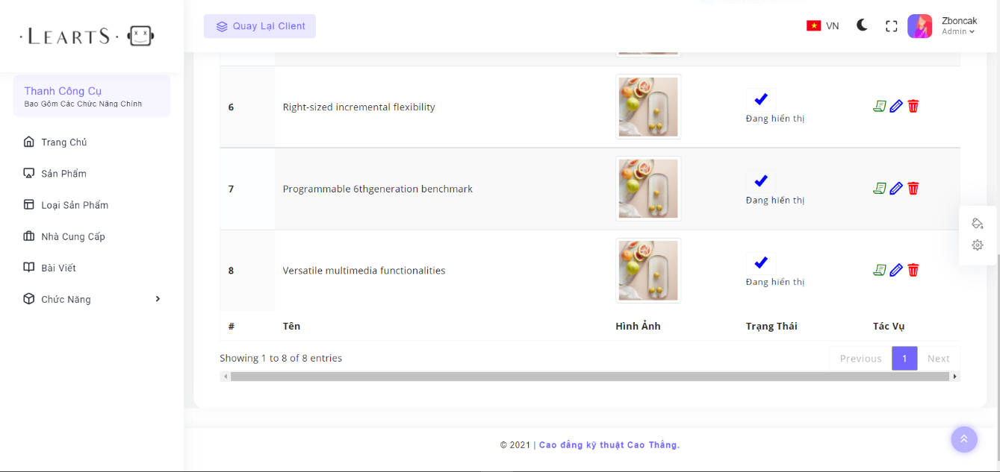 · LEARTS ·
Quay Lại Client
VN
Zboncak
Admin
Thanh Công Cụ
Bao Gồm Các Chức Năng Chính
Trang Chủ
Sản Phẩm
Loại Sản Phẩm
Nhà Cung Cấp
Bài Viết
Chức Năng
6 Right-sized incremental flexibility Đang hiển thị
7 Programmable 6thgeneration benchmark Đang hiển thị
8 Versatile multimedia functionalities Đang hiển thị
# Tên Hình Ảnh Trạng Thái Tác Vụ
Showing 1 to 8 of 8 entries Previous 1 Next
© 2021 | Cao đẳng kỹ thuật Cao Thắng.